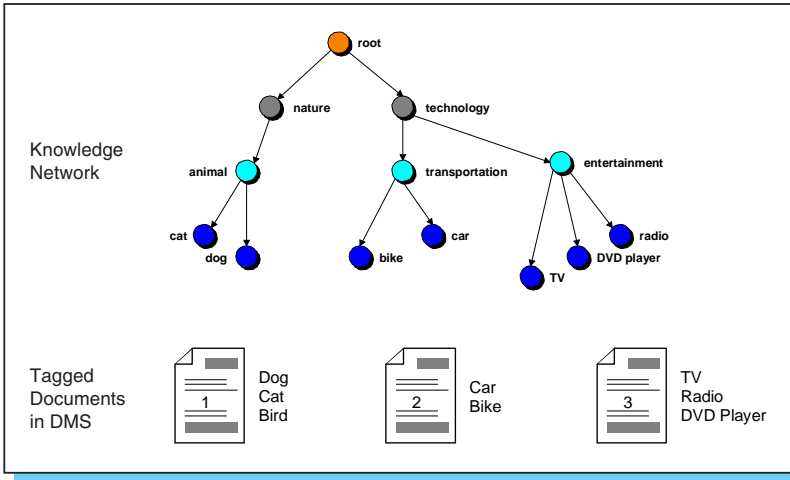 root
nature
technology
Knowledge
Network
animal
transportation
entertainment
cat
dog
bike
car
TV
DVD player
radio
Tagged
Documents
in DMS
1
Dog
Cat
Bird
2
Car
Bike
3
TV
Radio
DVD Player